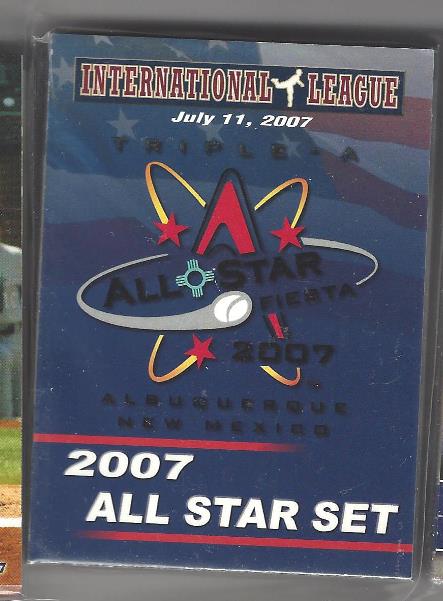 INTERNATIONAL LEAGUE
July 11, 2007
TRIPLE-A
ALL STAR
FIESTA
2007
ALBUQUERQUE
NEW MEXICO
2007
ALL STAR SET